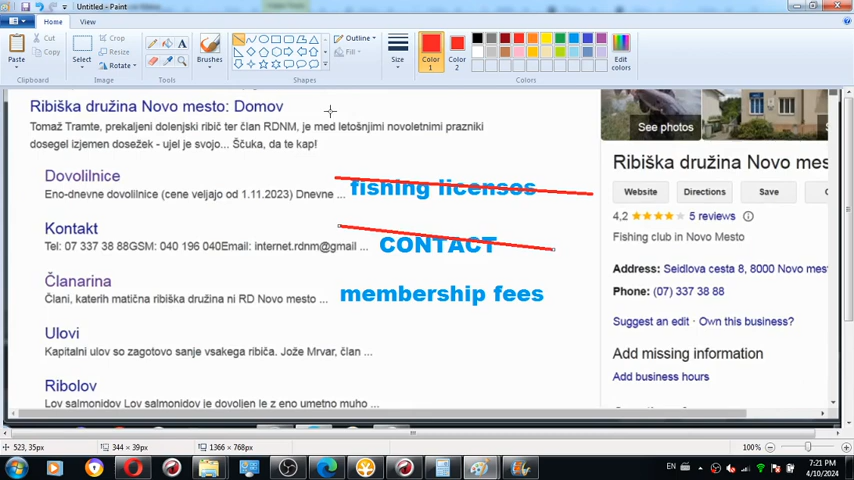 Untitled - Paint
Home
View
Paste
Cut
Copy
Clipboard
Select
Crop
Resize
Rotate
Image
Tools
Brushes
Shapes
Outline
Fill
Size
Color 1
Color 2
Edit colors
Colors
Ribiška družina Novo mesto: Domov
Tomaž Tramte, prekaljeni dolenjski ribič ter član RDNM, je med letošnjimi novoletnimi prazniki
dosegel izjemen dosežek - ujel je svojo... Ščuka, da te kap!
Dovolilnice
Eno-dnevne dovolilnice (cene veljajo od 1.11.2023) Dnevne ...
fishing licenses
Kontakt
Tel: 07 337 38 88GSM: 040 196 040Email: internet.rdnm@gmail ...
CONTACT
Članarina
Člani, katerih matična ribiška družina ni RD Novo mesto ...
membership fees
Ulovi
Kapitalni ulov so zagotovo sanje vsakega ribiča. Jože Mrvar, član ...
Ribolov
Lov salmonidov Lov salmonidov je dovoljen le z eno umetno muho ...
See photos
Ribiška družina Novo mes
Website
Directions
Save
4,2
5 reviews
Fishing club in Novo Mesto
Address: Seidlova cesta 8, 8000 Novo mes
Phone: (07) 337 38 88
Suggest an edit · Own this business?
Add missing information
Add business hours
523, 35px
344 × 39px
1366 × 768px
100%
EN
7:21 PM
4/10/2024